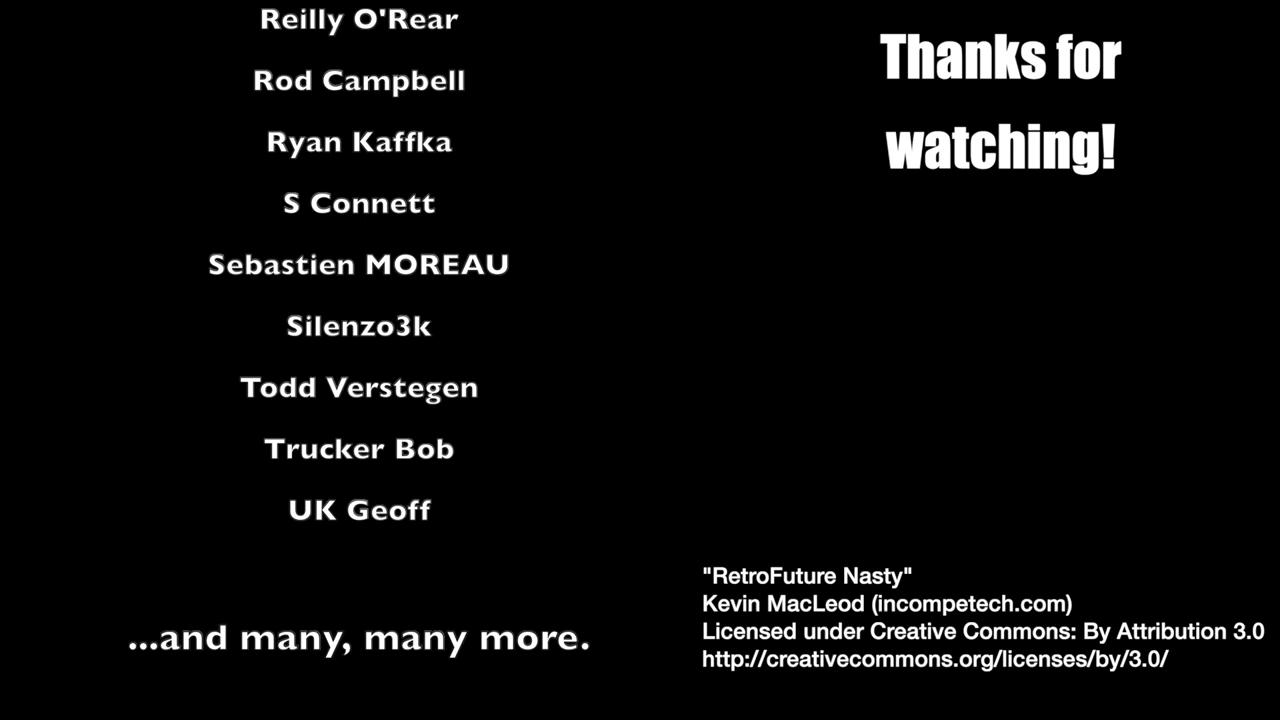 Reilly O'Rear
Rod Campbell
Ryan Kaffka
S Connett
Sebastien MOREAU
Silenzo3k
Todd Verstegen
Trucker Bob
UK Geoff
...and many, many more.
Thanks for
watching!
"RetroFuture Nasty"
Kevin MacLeod (incompetech.com)
Licensed under Creative Commons: By Attribution 3.0
http://creativecommons.org/licenses/by/3.0/